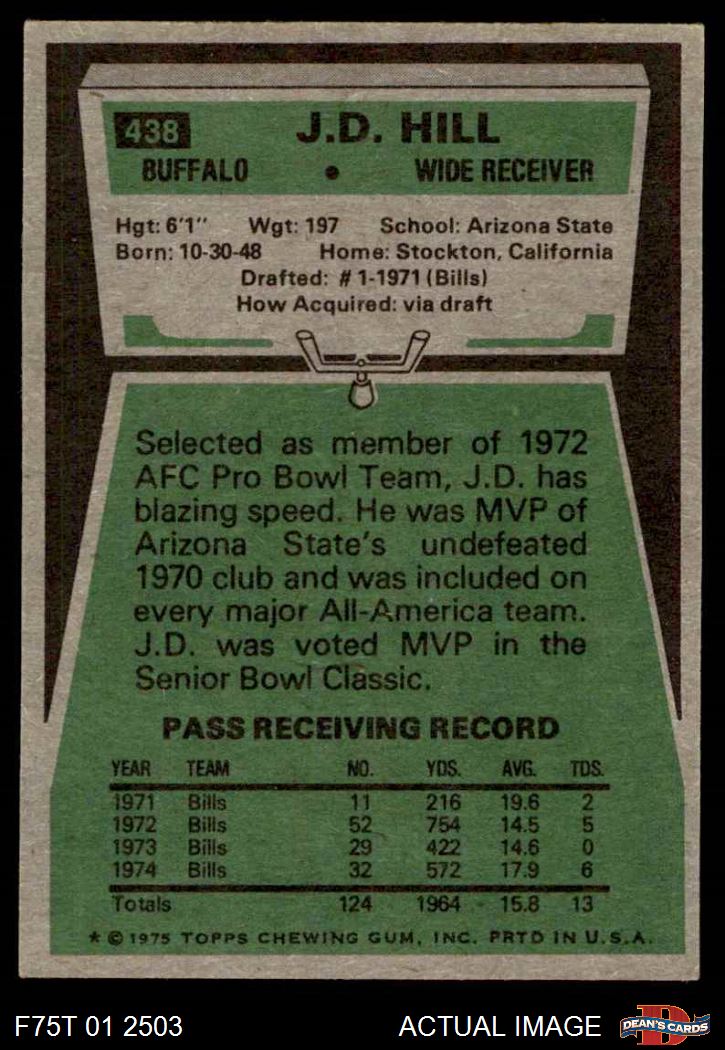 438 J.D. HILL
BUFFALO • WIDE RECEIVER
Hgt: 6'1" Wgt: 197 School: Arizona State
Born: 10-30-48 Home: Stockton, California
Drafted: #1-1971 (Bills)
How Acquired: via draft
Selected as member of 1972
AFC Pro Bowl Team, J.D. has
blazing speed. He was MVP of
Arizona State's undefeated
1970 club and was included on
every major All-America team.
J.D. was voted MVP in the
Senior Bowl Classic.
PASS RECEIVING RECORD
YEAR TEAM NO. YDS. AVG. TDS.
1971 Bills 11 216 19.6 2
1972 Bills 52 754 14.5 5
1973 Bills 29 422 14.6 0
1974 Bills 32 572 17.9 6
Totals 124 1964 15.8 13
* © 1975 TOPPS CHEWING GUM, INC. PRTD IN U.S.A.
F75T 01 2503 ACTUAL IMAGE D DEAN'S CARDS